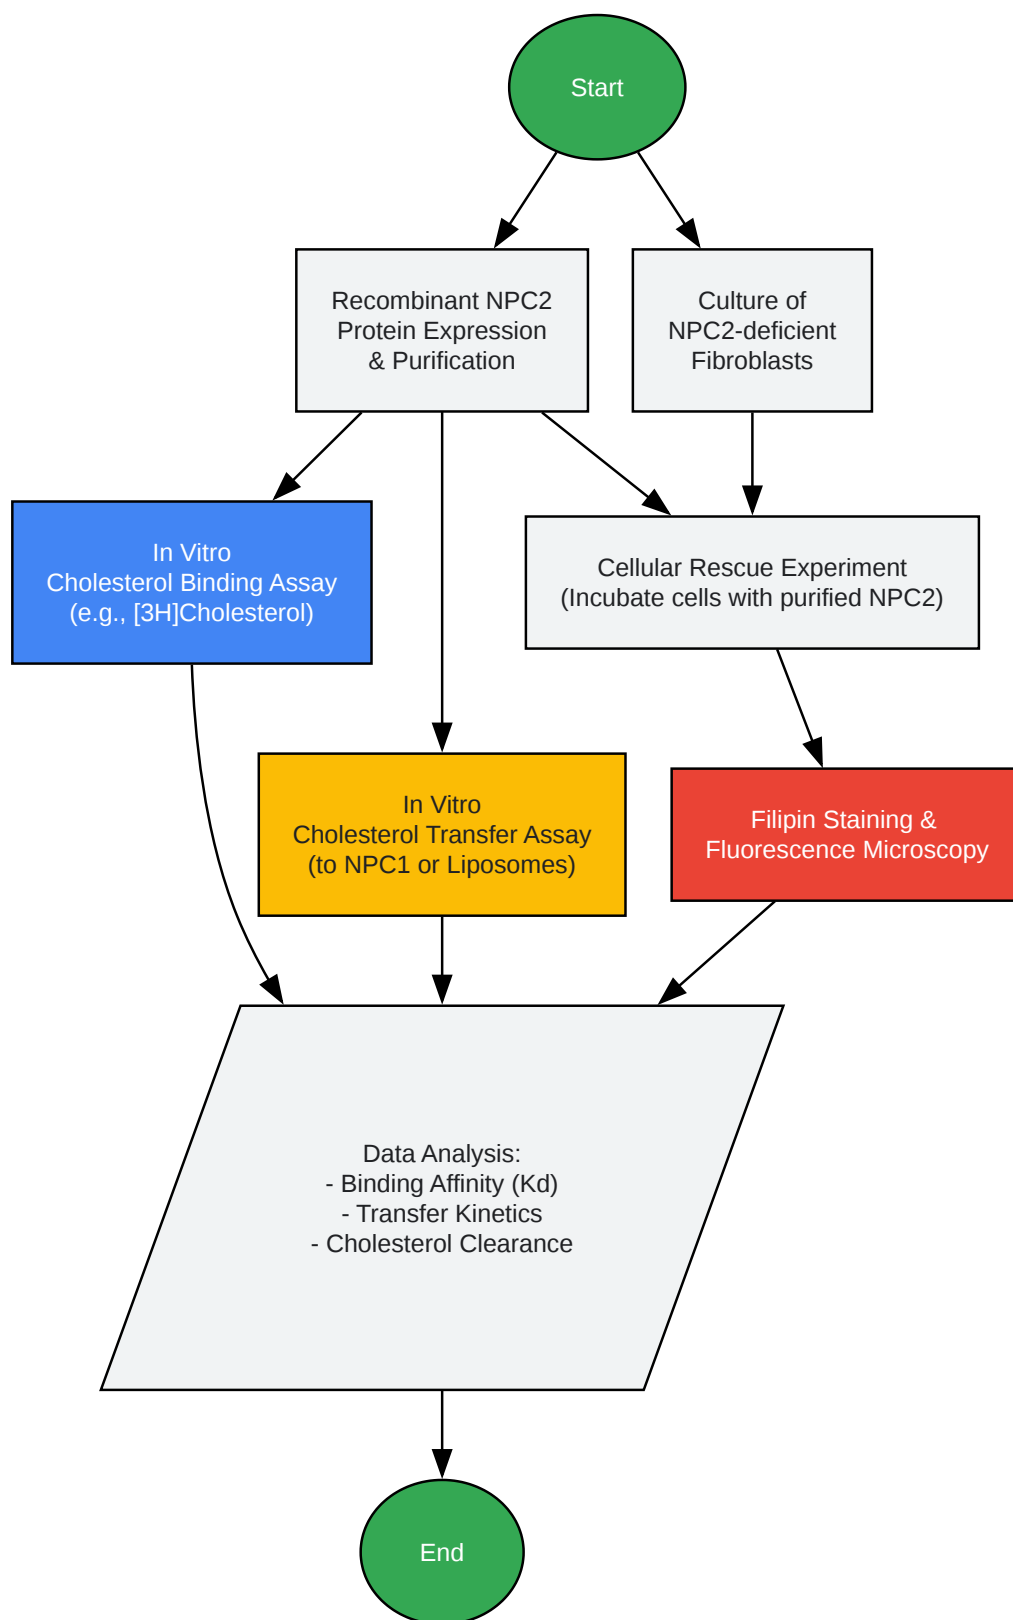 Start
Recombinant NPC2
Protein Expression
& Purification
Culture of
NPC2-deficient
Fibroblasts
In Vitro
Cholesterol Binding Assay
(e.g., [3H]Cholesterol)
Cellular Rescue Experiment
(Incubate cells with purified NPC2)
In Vitro
Cholesterol Transfer Assay
(to NPC1 or Liposomes)
Filipin Staining &
Fluorescence Microscopy
Data Analysis:
- Binding Affinity (Kd)
- Transfer Kinetics
- Cholesterol Clearance
End